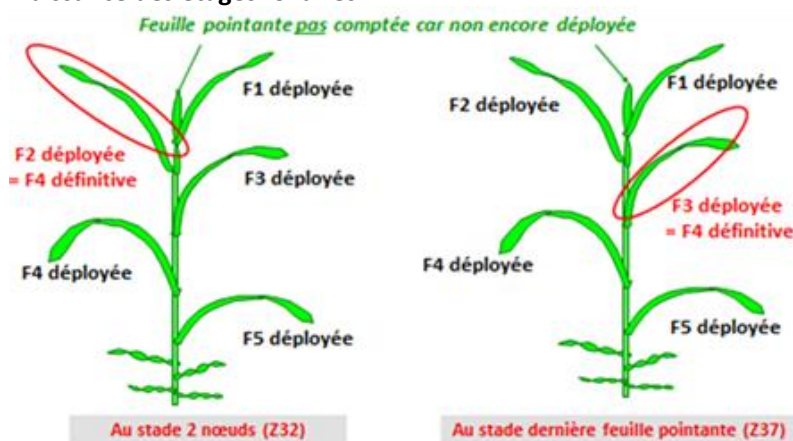 Feuille pointante pas comptée car non encore déployée
F1 déployée
F2 déployée
= F4 définitive
F3 déployée
F4 déployée
F5 déployée
Au stade 2 nœuds (Z32)
F1 déployée
F2 déployée
F3 déployée
= F4 définitive
F4 déployée
F5 déployée
Au stade dernière feuille pointante (Z37)